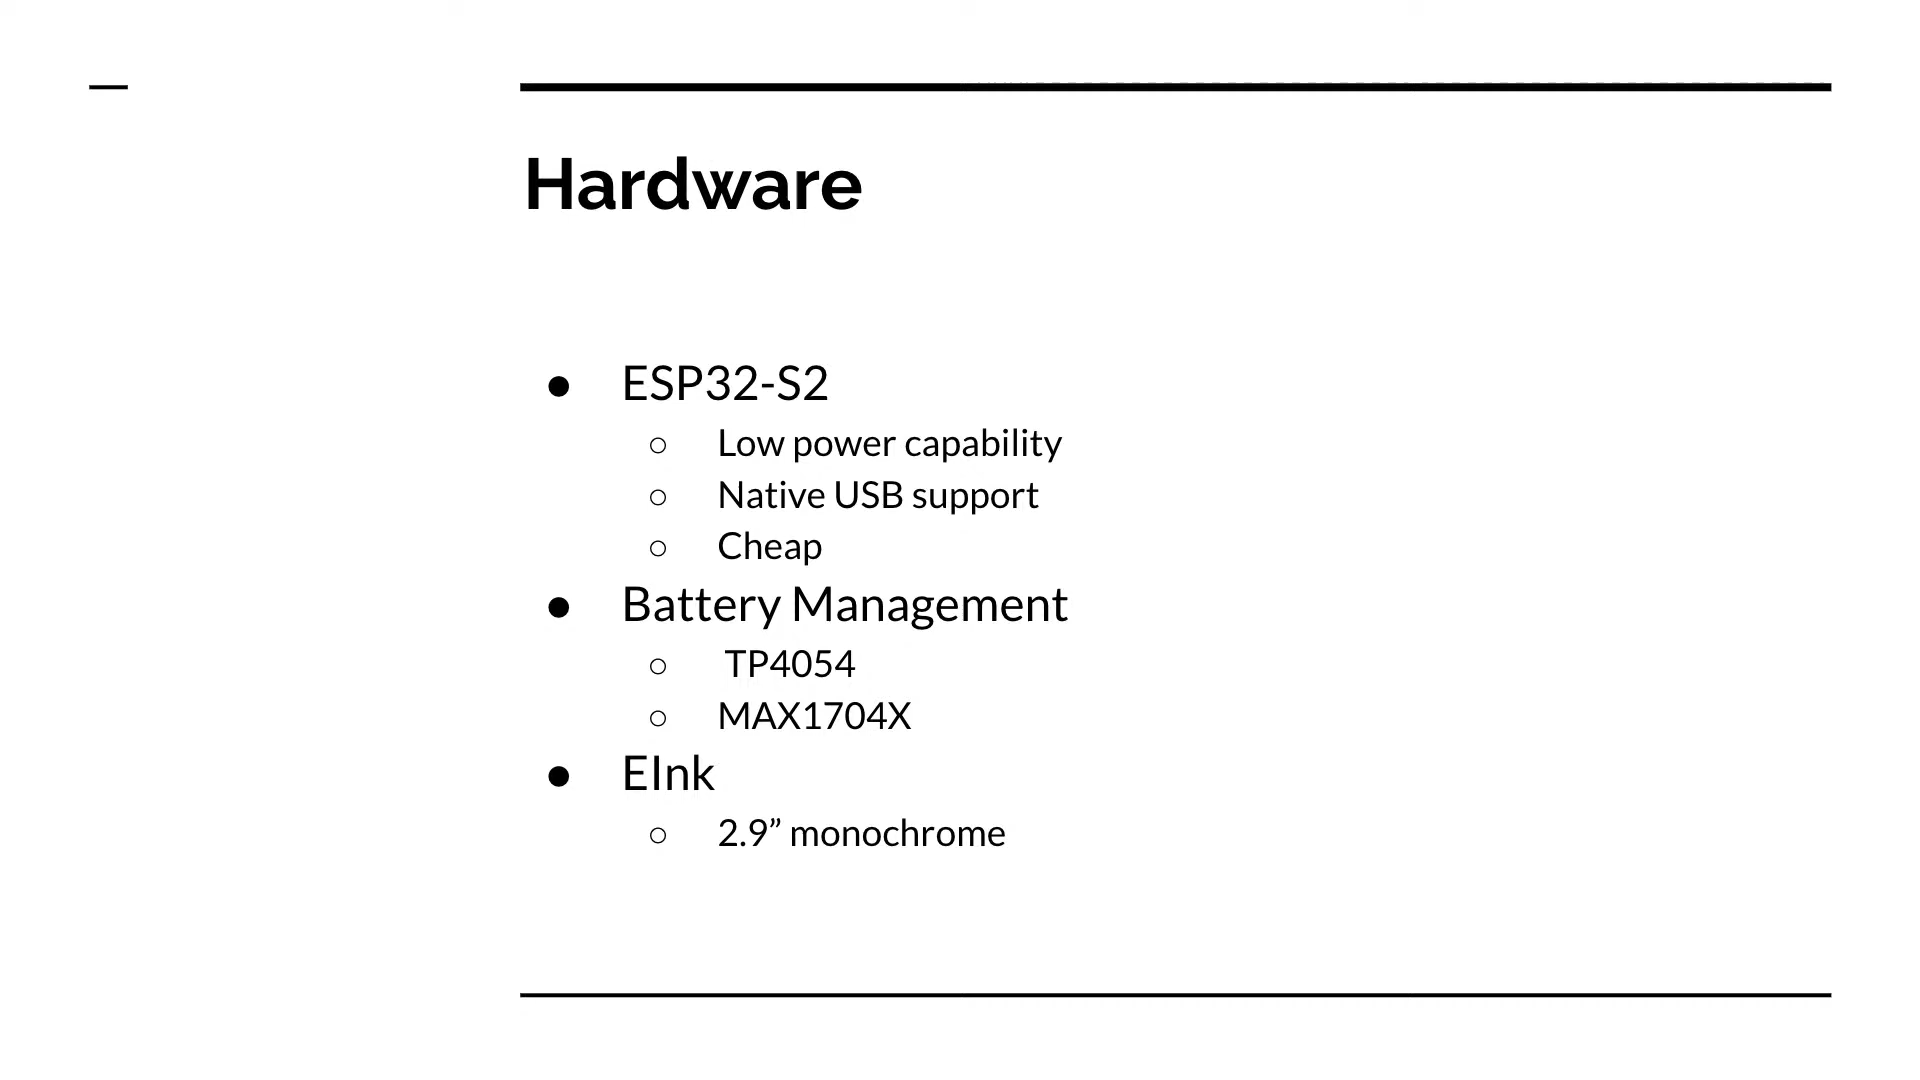 Hardware
● ESP32-S2
○ Low power capability
○ Native USB support
○ Cheap
● Battery Management
○ TP4054
○ MAX1704X
● EInk
○ 2.9” monochrome